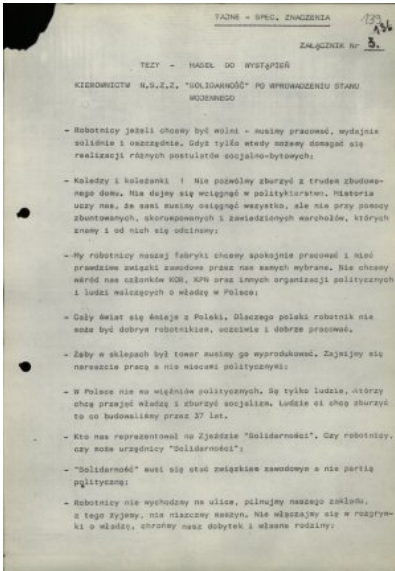 TAJNE - SPEC. ZNACZENIA
139
136
ZAŁĄCZNIK Nr 3.
TEZY - HASEŁ DO WYSTĄPIEŃ
KIEROWNICTW N.S.Z.Z. "SOLIDARNOŚĆ" PO WPROWADZENIU STANU
WOJENNEGO
- Robotnicy jeżeli chcemy być wolni - musimy pracować, wydajnie
solidnie i oszczędnie. Gdyż tylko wtedy możemy domagać się
realizacji różnych postulatów socjalno-bytowych;
- Koledzy i koleżanki ! Nie pozwólmy zburzyć z trudem zbudowa-
nego domu. Nie dajmy się wciągnąć w politykierstwo. Historia
uczy nas, że sami musimy osiągnąć wszystko, ale nie przy pomocy
zbuntowanych, skorumpowanych i zawiedzionych warchołów, których
znamy i od nich się odcinamy;
- My robotnicy naszej fabryki chcemy spokojnie pracować i mieć
prawdziwe związki zawodowe przez nas samych wybrane. Nie chcemy
wśród nas członków KOR, KPN oraz innych organizacji politycznych
i ludzi walczących o władzę w Polsce;
- Cały świat się śmieje z Polski. Dlaczego polski robotnik nie
może być dobrym robotnikiem, uczciwie i dobrze pracować.
- Żeby w sklepach był towar musimy go wyprodukować. Zajmijmy się
nareszcie pracą a nie wiecami politycznymi;
- W Polsce nie ma więźniów politycznych. Są tylko ludzie, którzy
chcą przejąć władzę i zburzyć socjalizm. Ludzie ci chcą zburzyć
to co budowaliśmy przez 37 lat.
- Kto nas reprezentował na Zjeździe "Solidarności". Czy robotnicy,
czy może urzędnicy "Solidarności";
- "Solidarność" musi się stać związkiem zawodowym a nie partią
polityczną;
- Robotnicy nie wychodzmy na ulice, pilnujmy naszego zakładu,
z tego żyjemy, nie niszczmy maszyn. Nie włączajmy się w rozgryw-
ki o władzę, chrońmy nasz dobytek i własne rodziny;